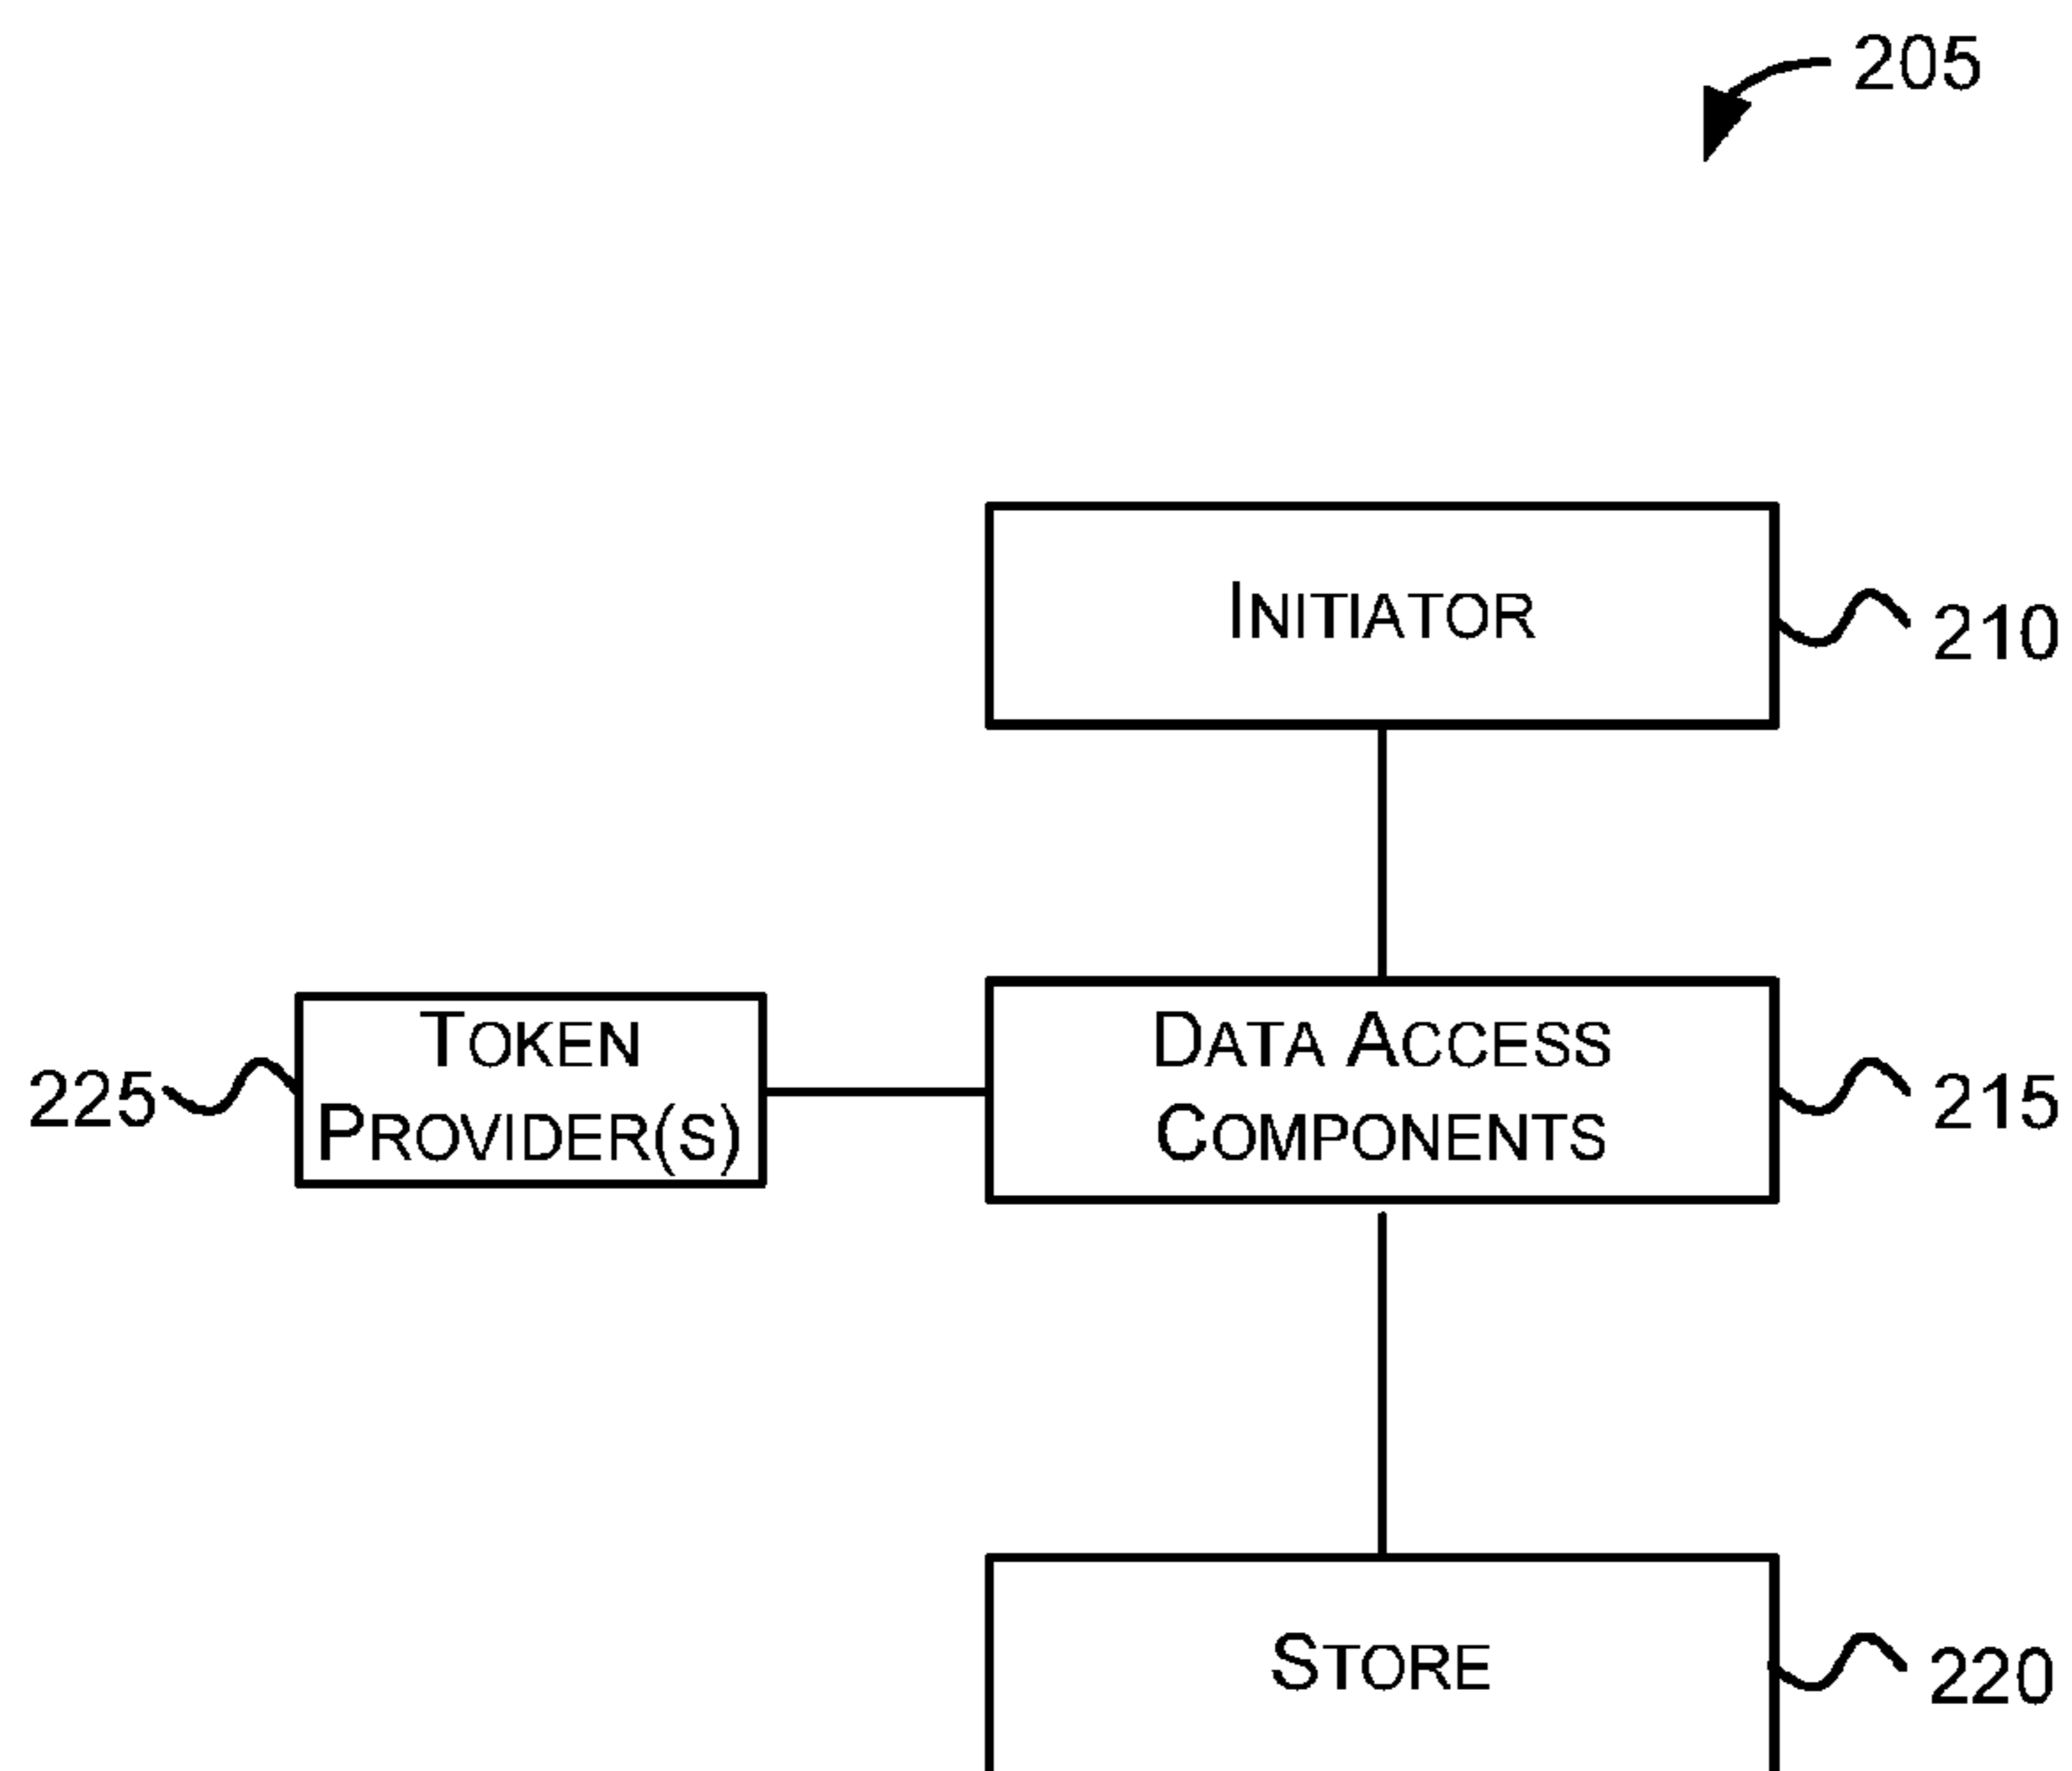 205
INITIATOR
210
TOKEN
PROVIDER(S)
225
DATA ACCESS
COMPONENTS
215
STORE
220